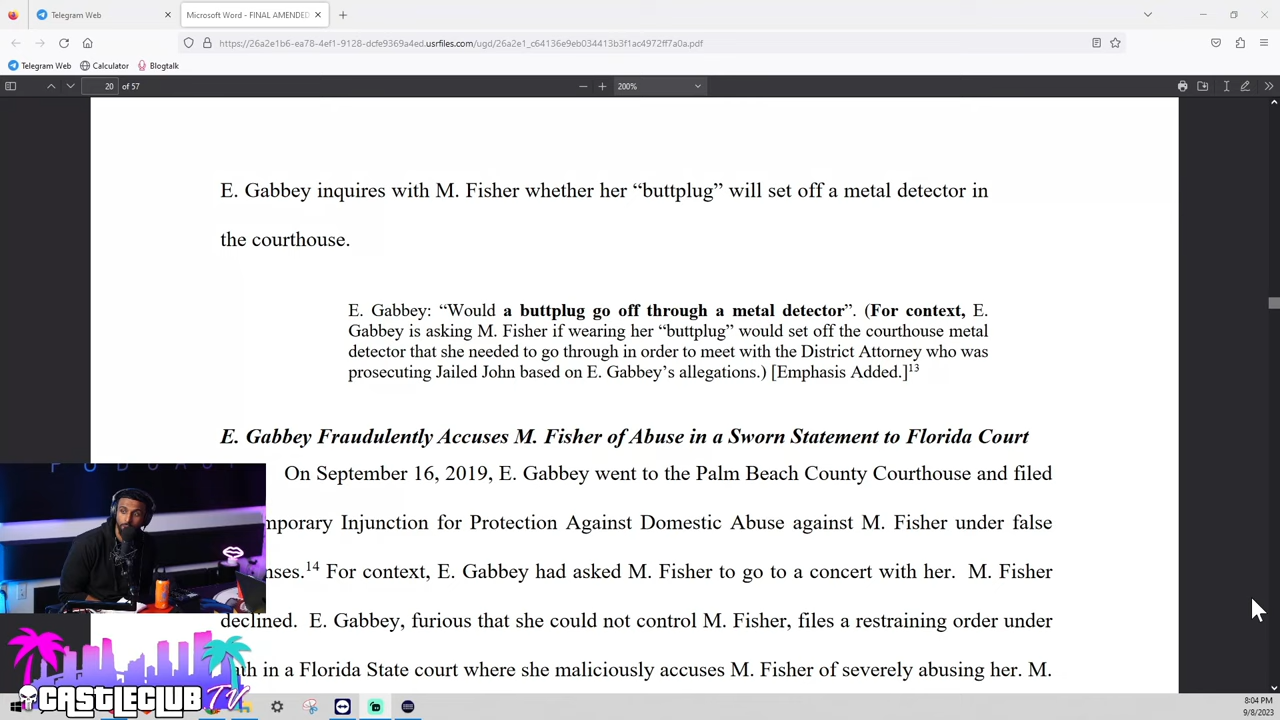 Telegram Web
Microsoft Word - FINAL AMENDED
https://26a2e1b6-ea78-4ef1-9128-dcfe9369a4ed.usrfiles.com/ugd/26a2e1_c64136e8eb034413b3f1ac4972ff7a0a.pdf
Telegram Web Calculator Blogtalk
20 of 57
200%
E. Gabbey inquires with M. Fisher whether her “buttplug” will set off a metal detector in
the courthouse.
E. Gabbey: “Would a buttplug go off through a metal detector”. (For context, E.
Gabbey is asking M. Fisher if wearing her “buttplug” would set off the courthouse metal
detector that she needed to go through in order to meet with the District Attorney who was
prosecuting Jailed John based on E. Gabbey’s allegations.) [Emphasis Added.]13
E. Gabbey Fraudulently Accuses M. Fisher of Abuse in a Sworn Statement to Florida Court
On September 16, 2019, E. Gabbey went to the Palm Beach County Courthouse and filed
mporary Injunction for Protection Against Domestic Abuse against M. Fisher under false
nses.14 For context, E. Gabbey had asked M. Fisher to go to a concert with her. M. Fisher
declined. E. Gabbey, furious that she could not control M. Fisher, files a restraining order under
th in a Florida State court where she maliciously accuses M. Fisher of severely abusing her. M.
CASTLECLUB TV
8:04 PM
9/8/2023